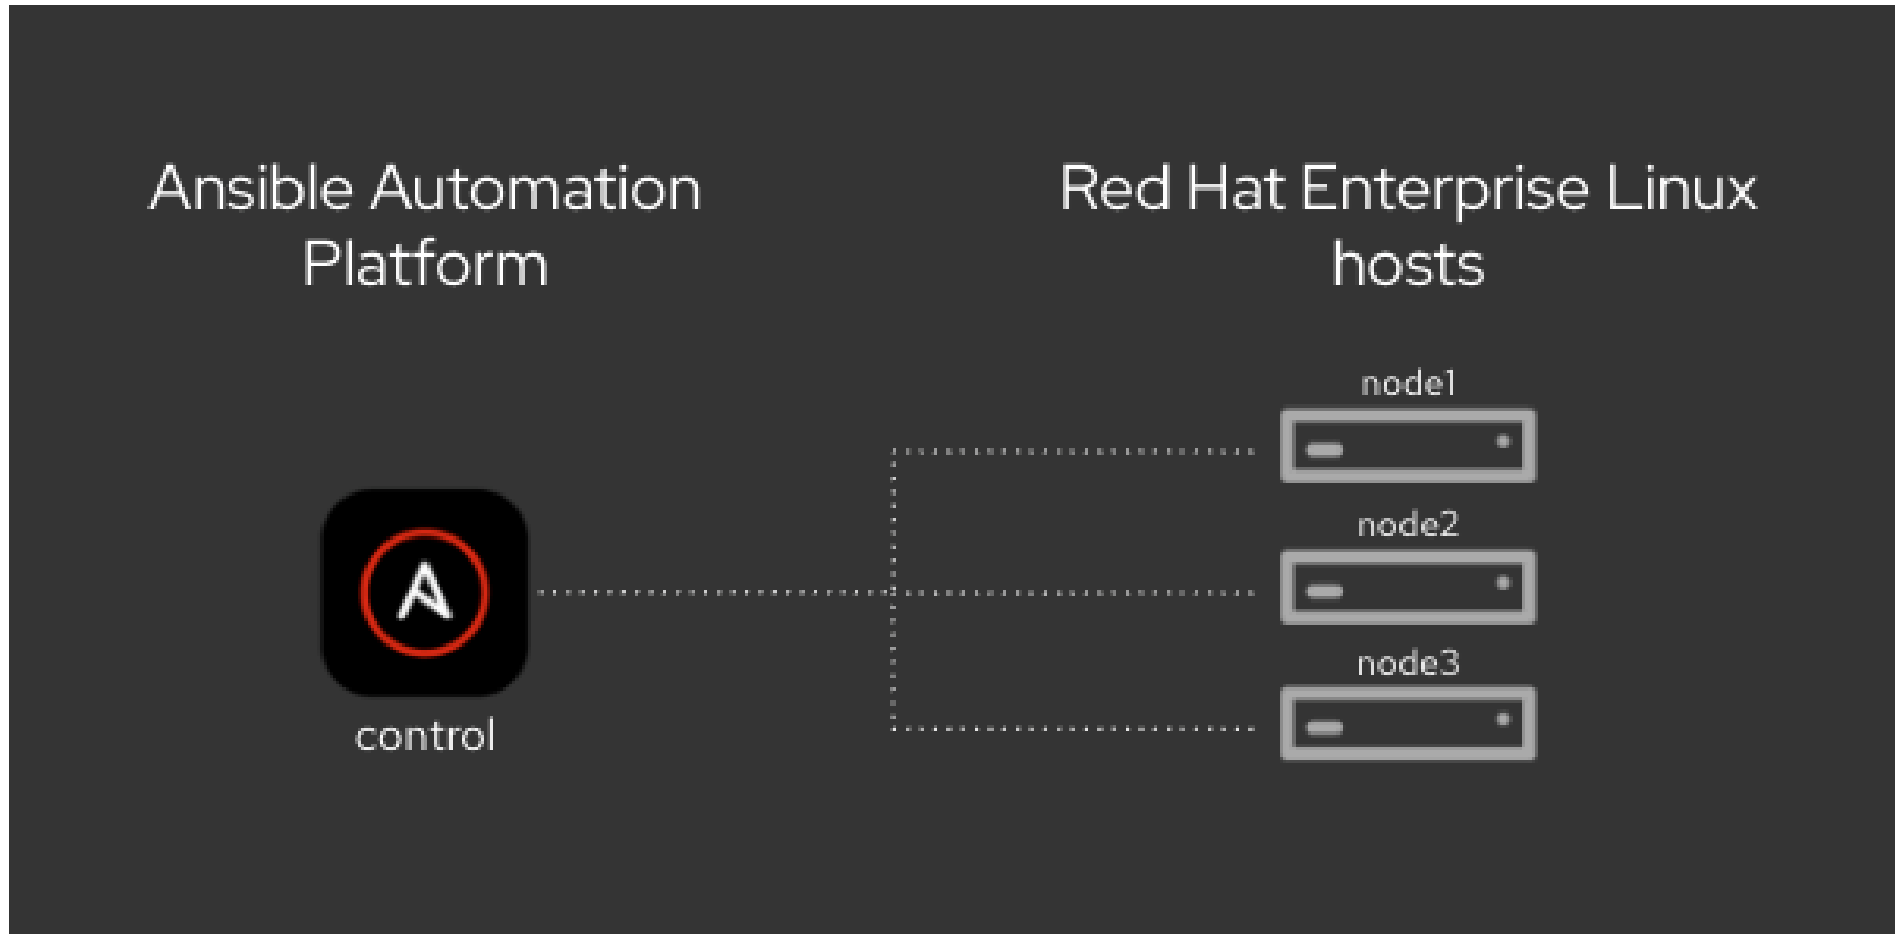 Ansible Automation
Platform
Red Hat Enterprise Linux
hosts
node1
node2
node3
control